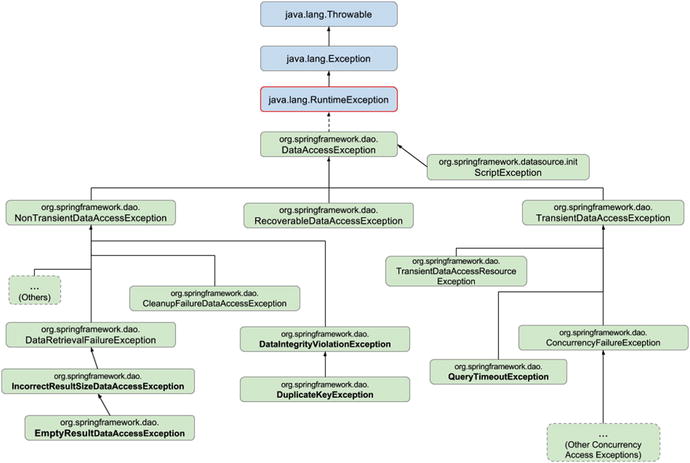 java.lang.Throwable
java.lang.Exception
java.lang.RuntimeException
org.springframework.dao.
DataAccessException
org.springframework.datasource.init
ScriptException
org.springframework.dao.
NonTransientDataAccessException
org.springframework.dao.
RecoverableDataAccessException
org.springframework.dao.
TransientDataAccessException
org.springframework.dao.
TransientDataAccessResource
Exception
...
(Others)
org.springframework.dao.
CleanupFailureDataAccessException
org.springframework.dao.
DataRetrievalFailureException
org.springframework.dao.
DataIntegrityViolationException
org.springframework.dao.
ConcurrencyFailureException
org.springframework.dao.
IncorrectResultSizeDataAccessException
org.springframework.dao.
DuplicateKeyException
org.springframework.dao.
QueryTimeoutException
org.springframework.dao.
EmptyResultDataAccessException
...
(Other Concurrency
Access Exceptions)